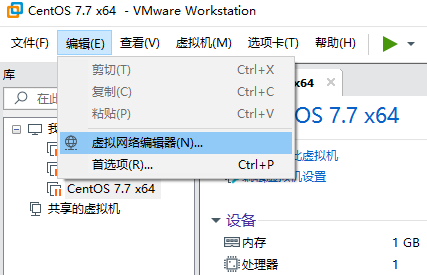 CentOS 7.7 x64 - VMware Workstation
文件(F) 编辑(E) 查看(V) 虚拟机(M) 选项卡(T) 帮助(H)
库
剪切(T) Ctrl+X
复制(C) Ctrl+C
粘贴(P) Ctrl+V
虚拟网络编辑器(N)...
首选项(R)... Ctrl+P
在此
CentOS 7.7 x64
共享的虚拟机
x64
OS 7.7 x64
此虚拟机
编辑虚拟机设置
设备
内存 1 GB
处理器 1